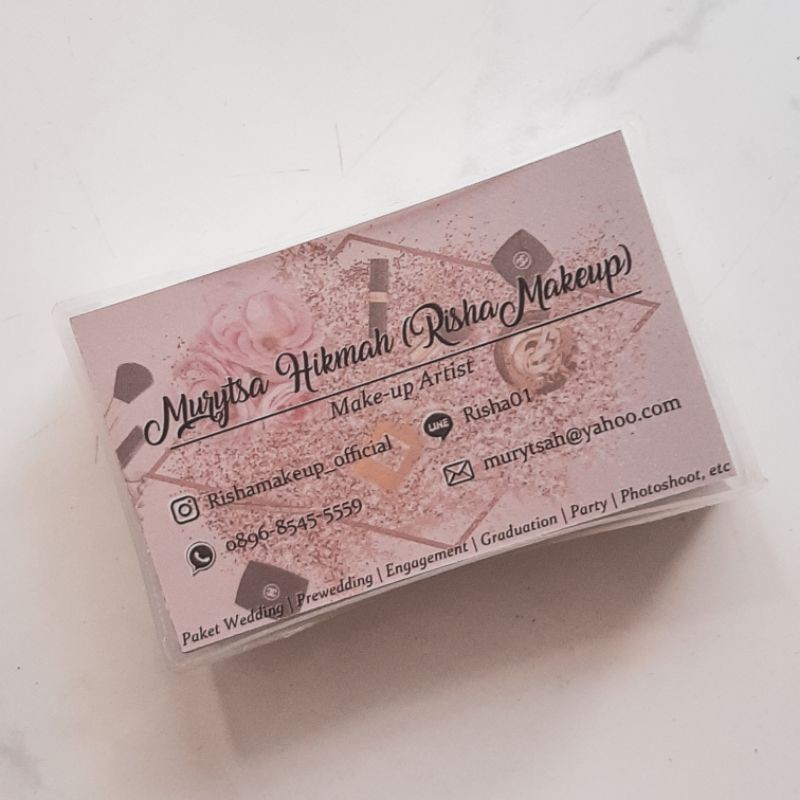 Murytsa Hikmah (Risha Makeup)
Make-up Artist
Rishamakeup_official
LINE Risha01
0896-8545-5559
murytsah@yahoo.com
Paket Wedding | Prewedding | Engagement | Graduation | Party | Photoshoot, etc